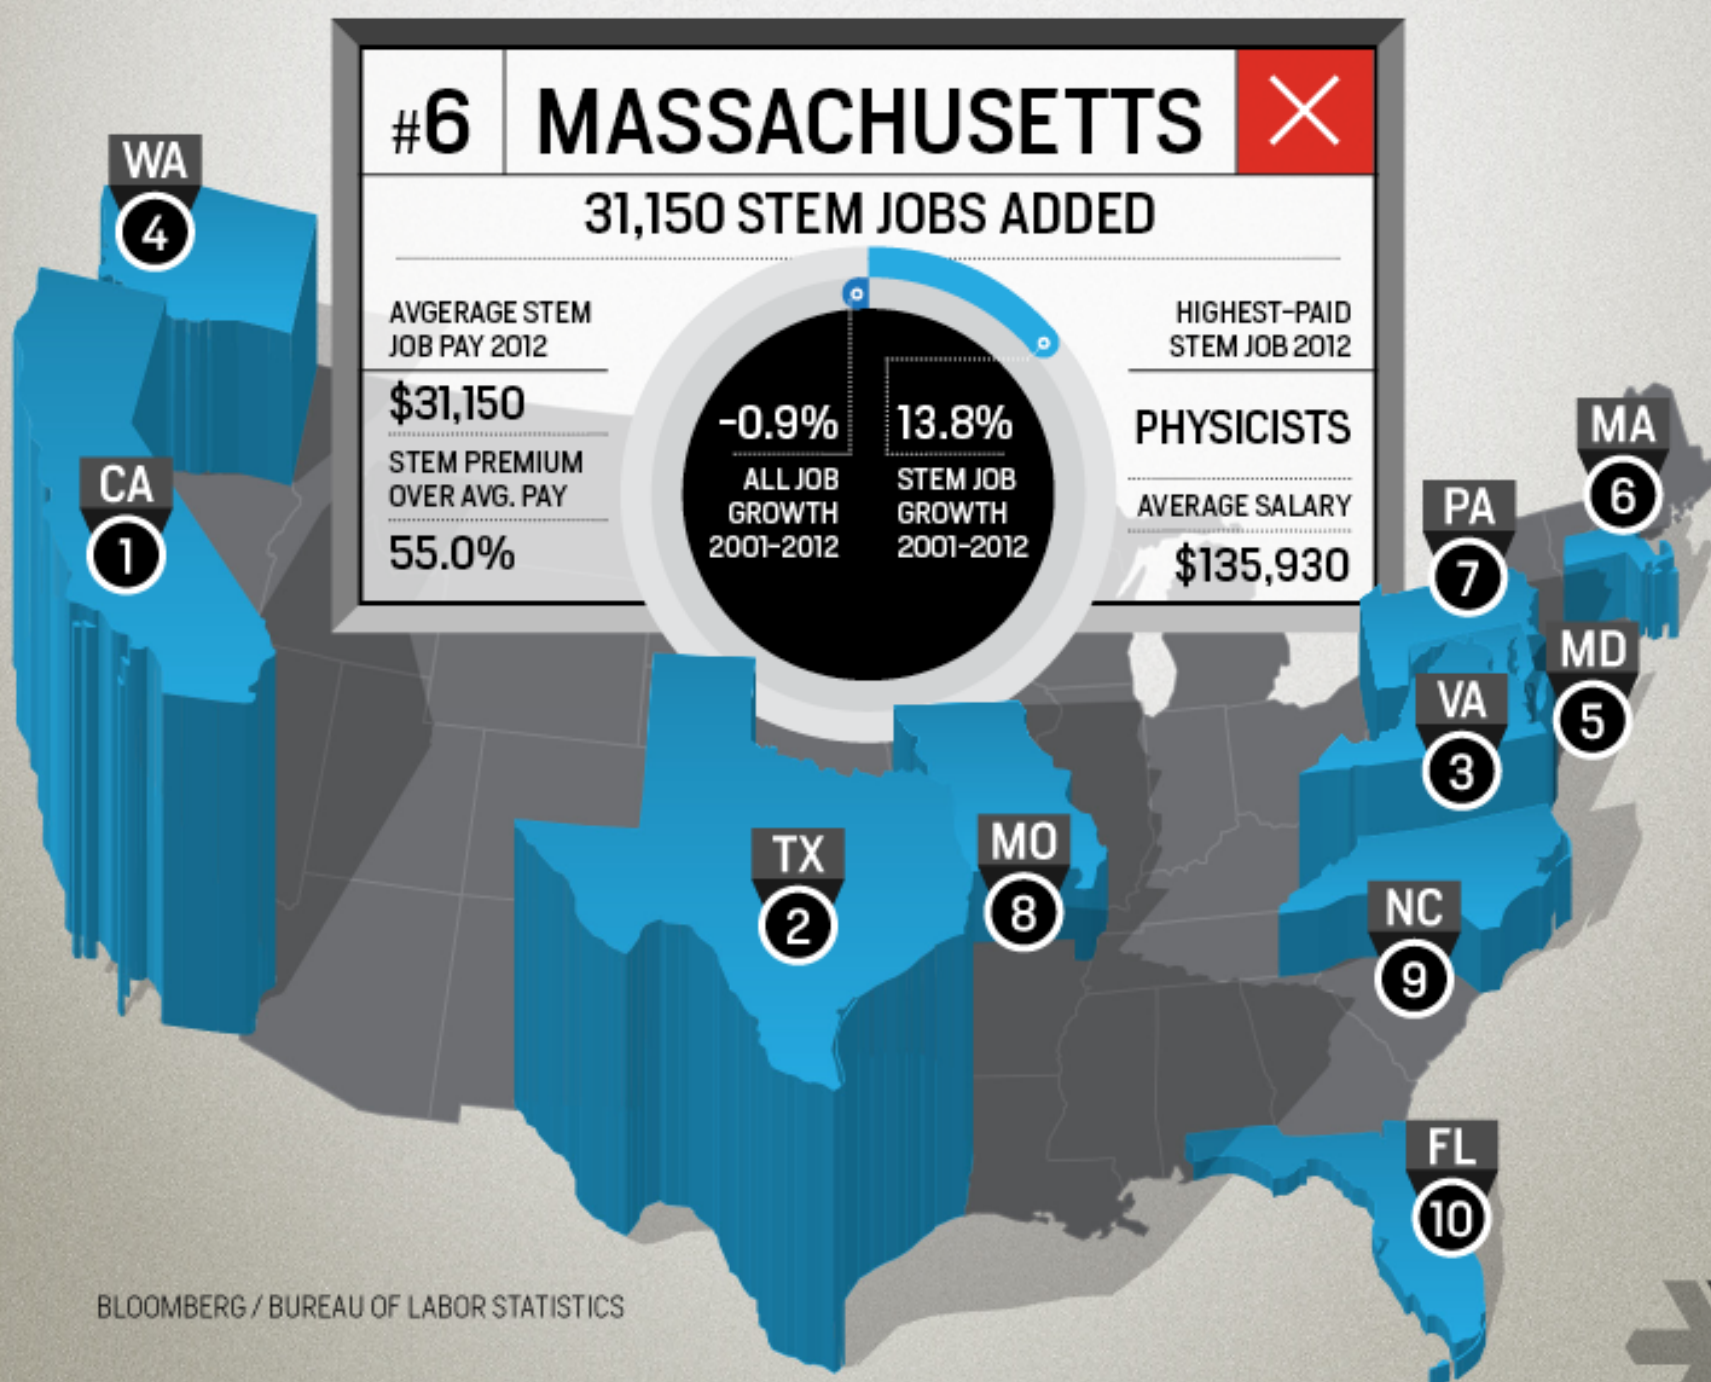 #6 MASSACHUSETTS
31,150 STEM JOBS ADDED
AVGERAGE STEM
JOB PAY 2012
$31,150
STEM PREMIUM
OVER AVG. PAY
55.0%
-0.9%
ALL JOB
GROWTH
2001-2012
13.8%
STEM JOB
GROWTH
2001-2012
HIGHEST-PAID
STEM JOB 2012
PHYSICISTS
AVERAGE SALARY
$135,930
WA
4
CA
1
TX
2
MO
8
MA
6
PA
7
MD
5
VA
3
NC
9
FL
10
BLOOMBERG / BUREAU OF LABOR STATISTICS